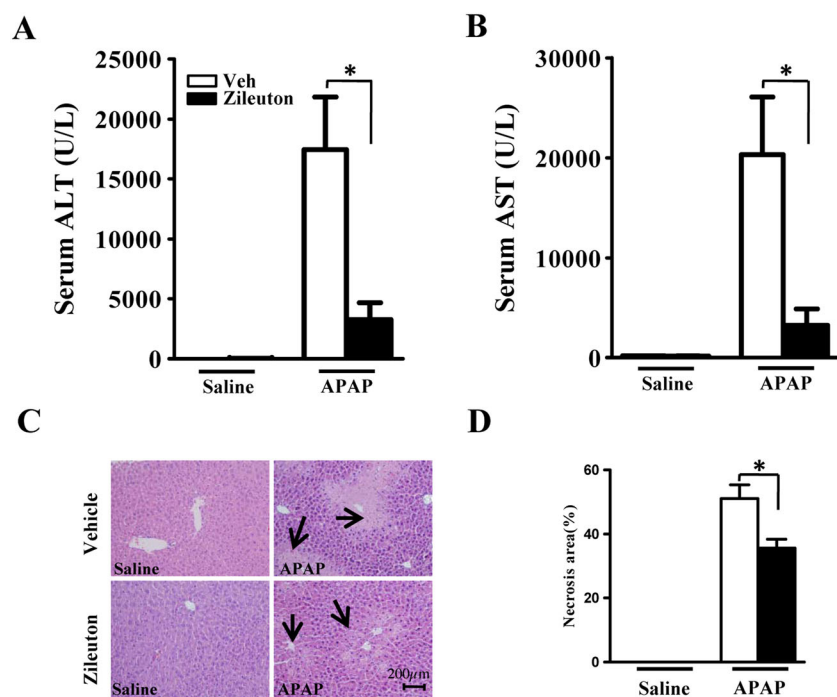 A
25000
20000
15000
10000
5000
0
Serum ALT (U/L)
Veh
Zileuton
*
Saline
APAP
B
30000
20000
10000
0
Serum AST (U/L)
*
Saline
APAP
C
Vehicle
Zileuton
Saline
APAP
Saline
APAP
200μm
D
60
40
20
0
Necrosis area(%)
*
Saline
APAP